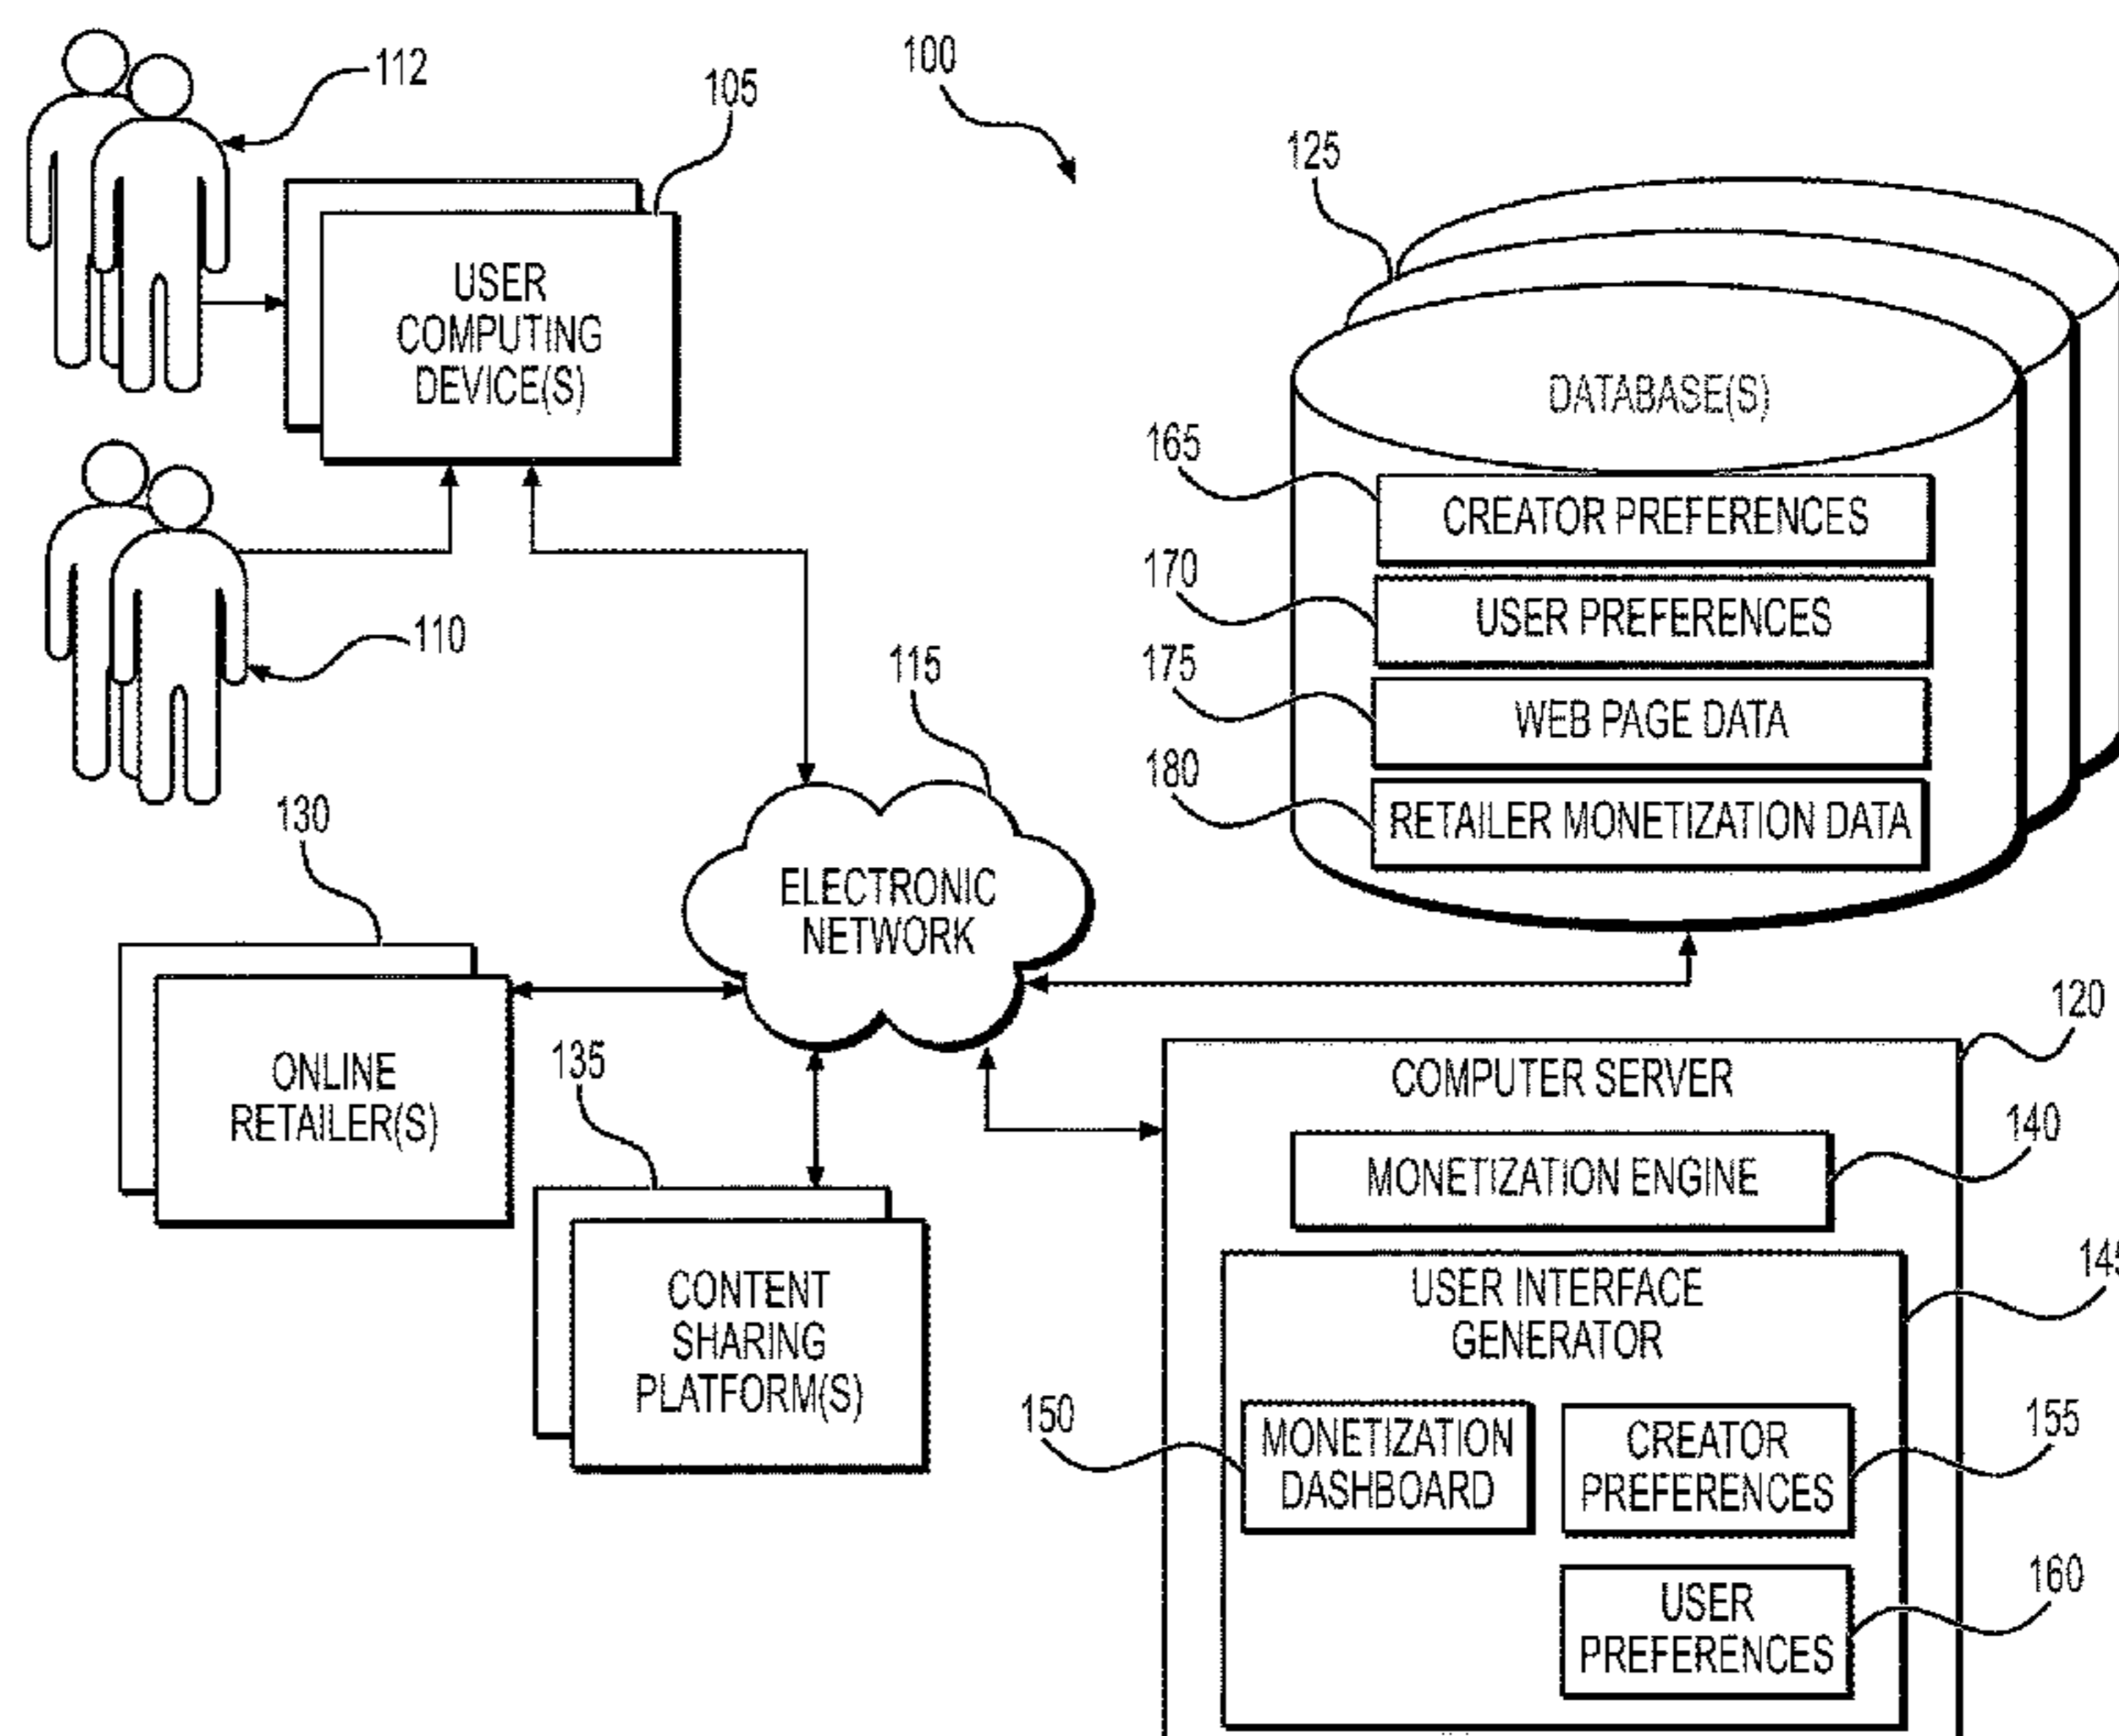 112
105
100
125
USER
COMPUTING
DEVICE(S)
DATABASE(S)
165
CREATOR PREFERENCES
170
USER PREFERENCES
110
115
175
WEB PAGE DATA
180
RETAILER MONETIZATION DATA
130
ELECTRONIC
NETWORK
120
135
ONLINE
RETAILER(S)
COMPUTER SERVER
140
MONETIZATION ENGINE
145
CONTENT
SHARING
PLATFORM(S)
USER INTERFACE
GENERATOR
150
MONETIZATION
DASHBOARD
CREATOR
PREFERENCES
155
USER
PREFERENCES
160